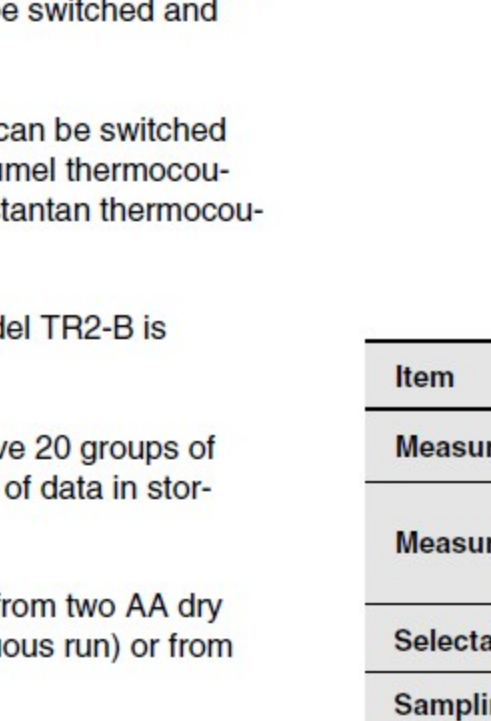 e switched and
can be switched
umel thermocou-
stantan thermocou-
del TR2-B is
ve 20 groups of
of data in stor-
from two AA dry
uous run) or from
Item
Measur
Measur
Selecta
Sampli